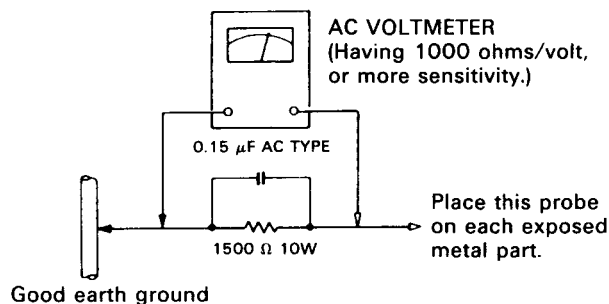 AC VOLTMETER
(Having 1000 ohms/volt,
or more sensitivity.)
0.15 μF AC TYPE
1500 Ω 10W
Place this probe
on each exposed
metal part.
Good earth ground